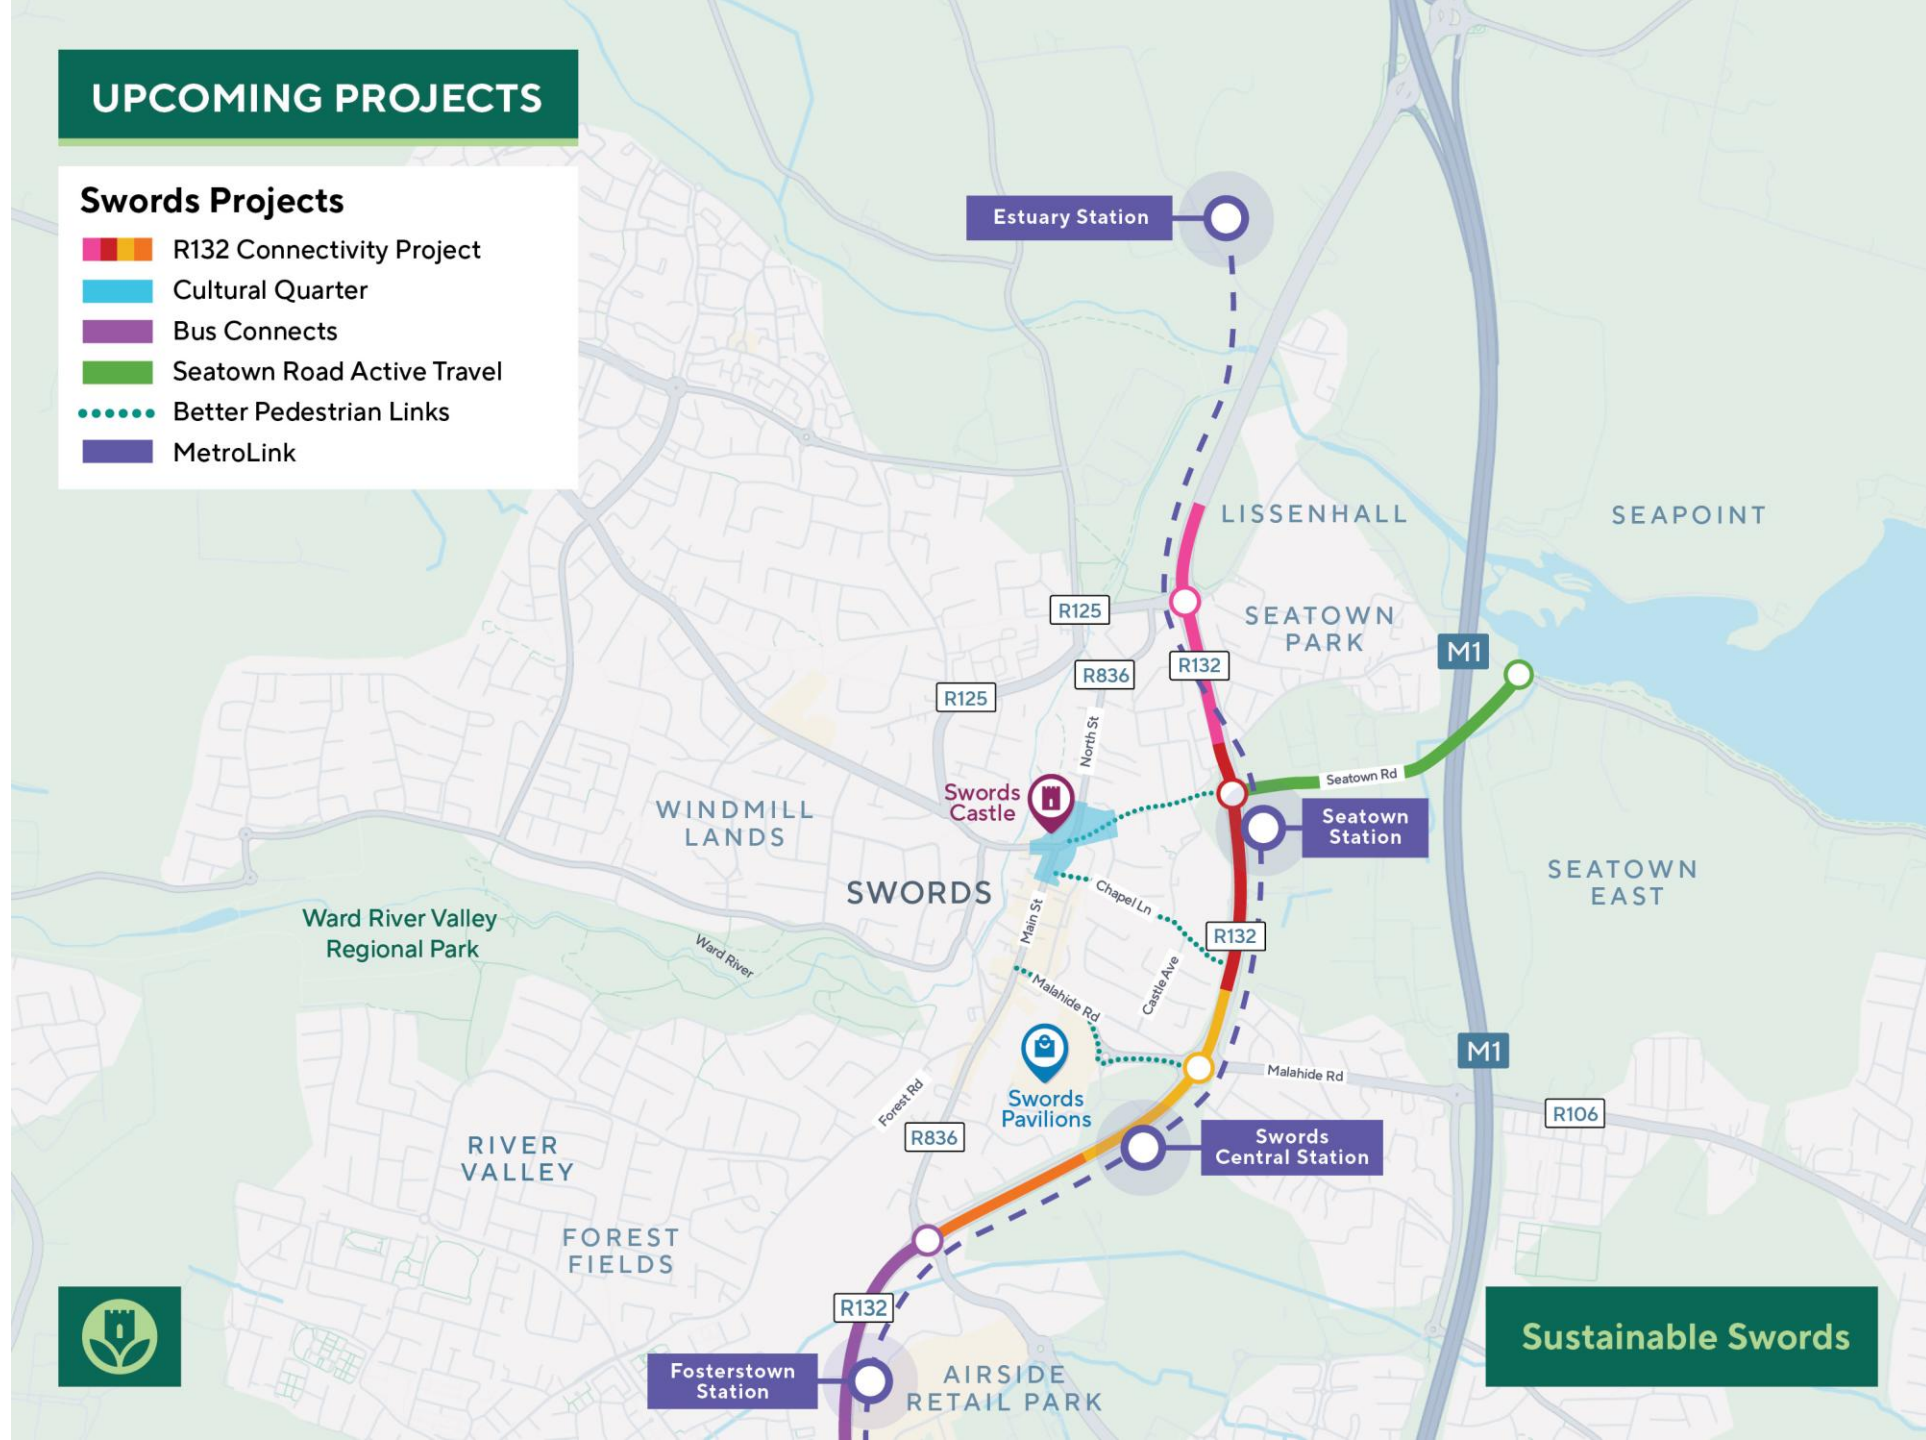 UPCOMING PROJECTS
Swords Projects
R132 Connectivity Project
Cultural Quarter
Bus Connects
Seatown Road Active Travel
Better Pedestrian Links
MetroLink
Estuary Station
LISSENHALL
SEAPOINT
R125
SEATOWN
PARK
M1
R132
R836
R125
North St
Seatown Rd
Swords
Castle
WINDMILL
LANDS
Seatown
Station
SEATOWN
EAST
SWORDS
Chapel Ln
Main St
Ward River Valley
Regional Park
Ward River
R132
Castle Ave
Malahide Rd
M1
Malahide Rd
Swords
Pavilions
Forest Rd
R836
R106
Swords
Central Station
RIVER
VALLEY
FOREST
FIELDS
R132
Fosterstown
Station
AIRSIDE
RETAIL PARK
Sustainable Swords